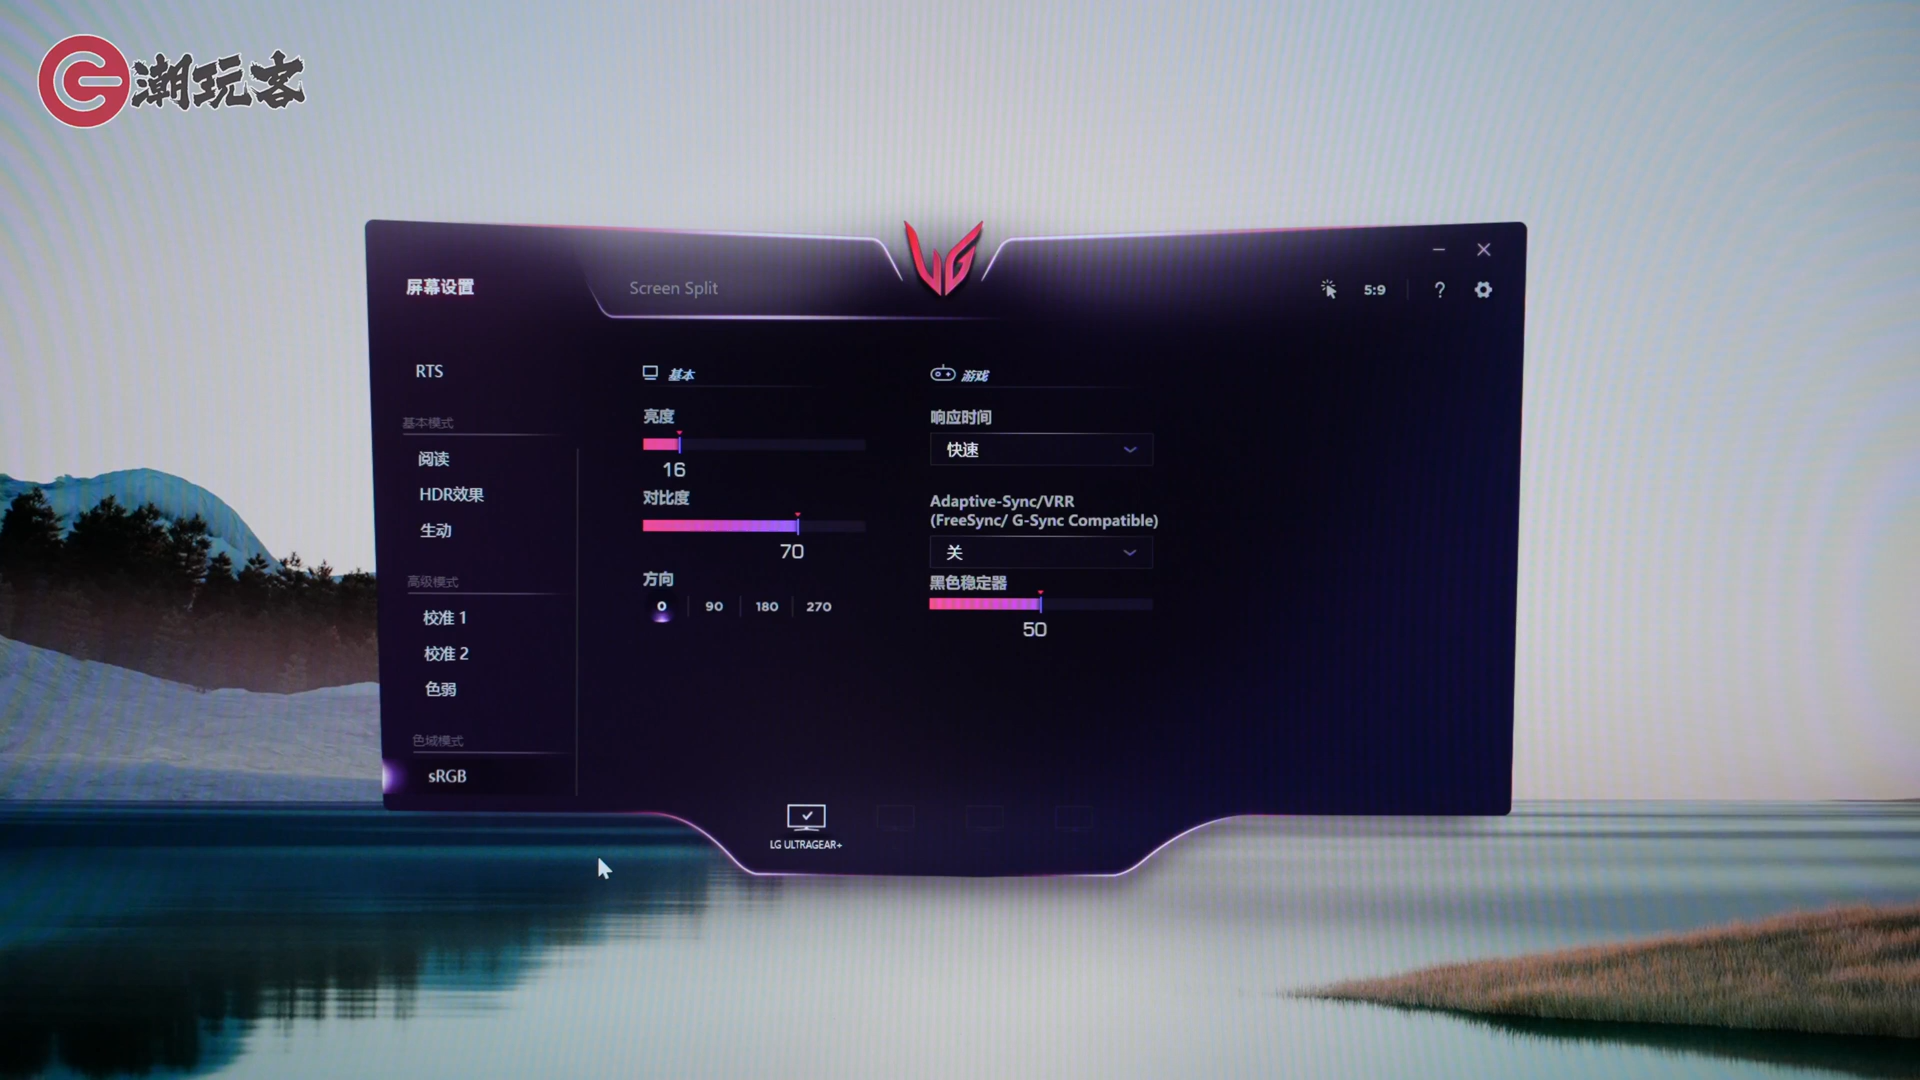 潮玩客
UG
屏幕设置
Screen Split
5:9
?
RTS
基本模式
阅读
HDR效果
生动
高级模式
校准 1
校准 2
色弱
色域模式
sRGB
基本
亮度
16
对比度
70
方向
0 90 180 270
游戏
响应时间
快速
Adaptive-Sync/VRR
(FreeSync/ G-Sync Compatible)
关
黑色稳定器
50
LG ULTRAGEAR+